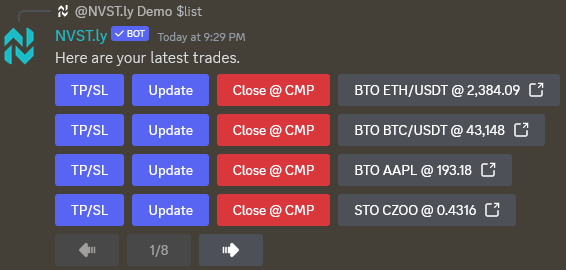 @NVST.ly Demo $list
NVST.ly ✓ BOT Today at 9:29 PM
Here are your latest trades.
TP/SL Update Close @ CMP BTO ETH/USDT @ 2,384.09
TP/SL Update Close @ CMP BTO BTC/USDT @ 43,148
TP/SL Update Close @ CMP BTO AAPL @ 193.18
TP/SL Update Close @ CMP STO CZOO @ 0.4316
1/8